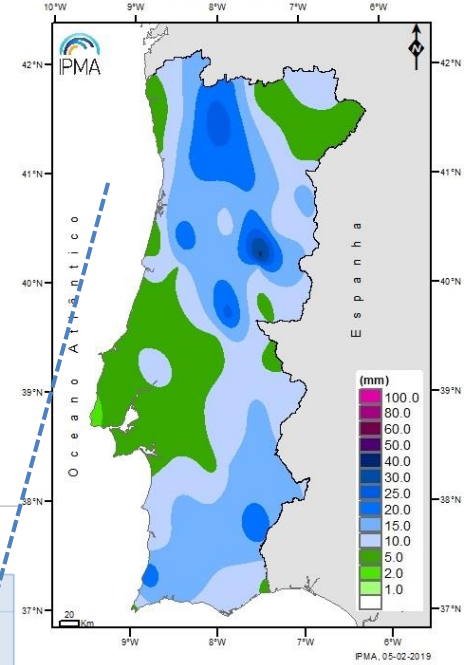 10°W 9°W 8°W 7°W 6°W
IPMA
N
42°N 42°N
41°N 41°N
40°N 40°N
39°N 39°N
38°N 38°N
37°N 37°N
Oceano Atlântico
Espanha
(mm)
100.0
80.0
60.0
50.0
40.0
30.0
25.0
20.0
15.0
10.0
5.0
2.0
1.0
20
Km
9°W 8°W 7°W 6°W
IPMA, 05-02-2019